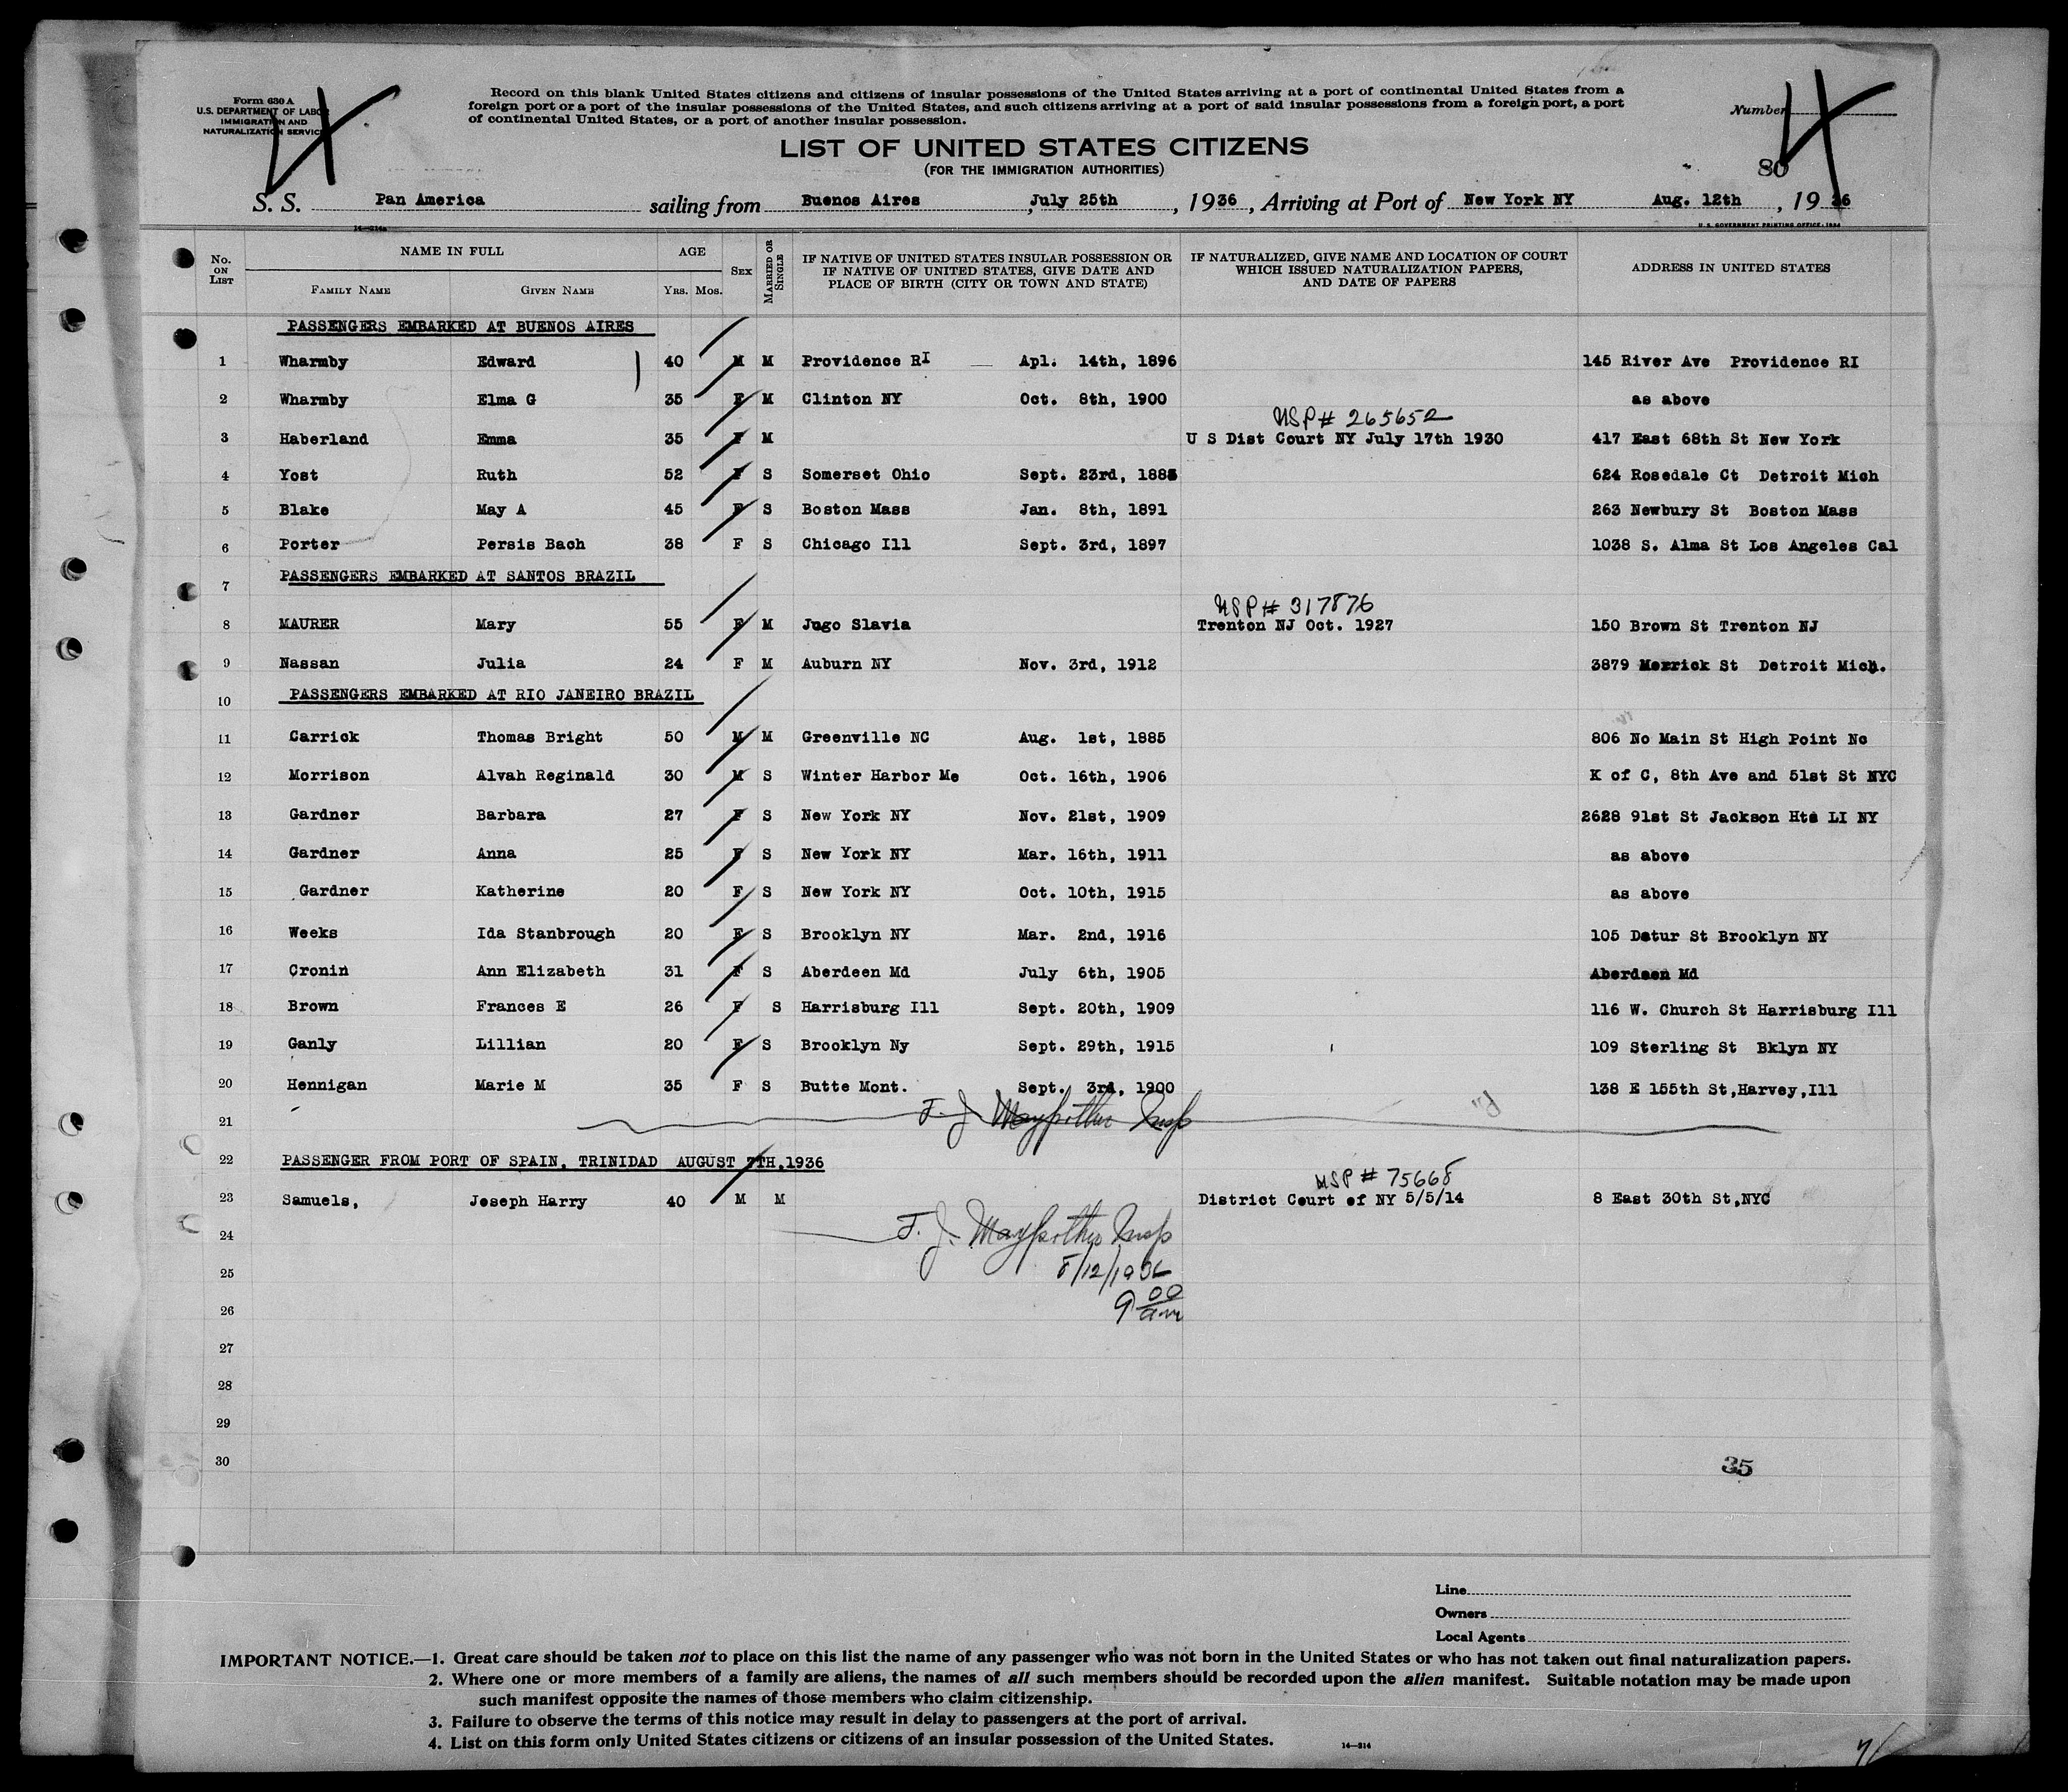 Form 630 A
U.S. DEPARTMENT OF LABOR
IMMIGRATION AND
NATURALIZATION SERVICE
Record on this blank United States citizens and citizens of insular possessions of the United States arriving at a port of continental United States from a
foreign port or a port of the insular possessions of the United States, and such citizens arriving at a port of said insular possessions from a foreign port, a port
of continental United States, or a port of another insular possession.
Number
LIST OF UNITED STATES CITIZENS
(FOR THE IMMIGRATION AUTHORITIES)
80
S. S. Pan America sailing from Buenos Aires, July 25th, 1936, Arriving at Port of New York NY Aug. 12th, 1936
14—314a
U. S. GOVERNMENT PRINTING OFFICE: 1934
No. ON LIST NAME IN FULL FAMILY NAME GIVEN NAME AGE YRS. MOS. SEX MARRIED OR SINGLE IF NATIVE OF UNITED STATES INSULAR POSSESSION OR IF NATIVE OF UNITED STATES, GIVE DATE AND PLACE OF BIRTH (CITY OR TOWN AND STATE) IF NATURALIZED, GIVE NAME AND LOCATION OF COURT WHICH ISSUED NATURALIZATION PAPERS, AND DATE OF PAPERS ADDRESS IN UNITED STATES
PASSENGERS EMBARKED AT BUENOS AIRES
1 Wharmby Edward 40 M M Providence RI Apl. 14th, 1896 145 River Ave Providence RI
2 Wharmby Elma G 35 F M Clinton NY Oct. 8th, 1900 as above
USP# 265652
3 Haberland Emma 35 F M U S Dist Court NY July 17th 1930 417 East 68th St New York
4 Yost Ruth 52 F S Somerset Ohio Sept. 23rd, 1883 624 Rosedale Ct Detroit Mich
5 Blake May A 45 F S Boston Mass Jan. 8th, 1891 263 Newbury St Boston Mass
6 Porter Persis Bach 38 F S Chicago Ill Sept. 3rd, 1897 1038 S. Alma St Los Angeles Cal
7 PASSENGERS EMBARKED AT SANTOS BRAZIL
USP# 317876
8 MAURER Mary 55 F M Jugo Slavia Trenton NJ Oct. 1927 150 Brown St Trenton NJ
9 Nassan Julia 24 F M Auburn NY Nov. 3rd, 1912 3879 Merrick St Detroit Mich.
10 PASSENGERS EMBARKED AT RIO JANEIRO BRAZIL
11 Carrick Thomas Bright 50 M M Greenville NC Aug. 1st, 1885 806 No Main St High Point Nc
12 Morrison Alvah Reginald 30 M S Winter Harbor Me Oct. 16th, 1906 K of C, 8th Ave and 51st St NYC
13 Gardner Barbara 27 F S New York NY Nov. 21st, 1909 2628 91st St Jackson Hts LI NY
14 Gardner Anna 25 F S New York NY Mar. 16th, 1911 as above
15 Gardner Katherine 20 F S New York NY Oct. 10th, 1915 as above
16 Weeks Ida Stanbrough 20 F S Brooklyn NY Mar. 2nd, 1916 105 Datur St Brooklyn NY
17 Cronin Ann Elizabeth 31 F S Aberdeen Md July 6th, 1905 Aberdeen Md
18 Brown Frances E 26 F S Harrisburg Ill Sept. 20th, 1909 116 W. Church St Harrisburg Ill
19 Ganly Lillian 20 F S Brooklyn Ny Sept. 29th, 1915 109 Sterling St Bklyn NY
20 Hennigan Marie M 35 F S Butte Mont. Sept. 3rd, 1900 138 E 155th St,Harvey,Ill
21 T. J. Maypother Insp
22 PASSENGER FROM PORT OF SPAIN, TRINIDAD AUGUST 7TH,1936
USP # 75668
23 Samuels, Joseph Harry 40 M M District Court of NY 5/5/14 8 East 30th St,NYC
24 T. J. Maypother Insp
25 8/12/1936
26 9 00 am
27
28
29
30 35
Line
Owners
Local Agents
IMPORTANT NOTICE.—1. Great care should be taken not to place on this list the name of any passenger who was not born in the United States or who has not taken out final naturalization papers.
2. Where one or more members of a family are aliens, the names of all such members should be recorded upon the alien manifest. Suitable notation may be made upon
such manifest opposite the names of those members who claim citizenship.
3. Failure to observe the terms of this notice may result in delay to passengers at the port of arrival.
4. List on this form only United States citizens or citizens of an insular possession of the United States.
14—314